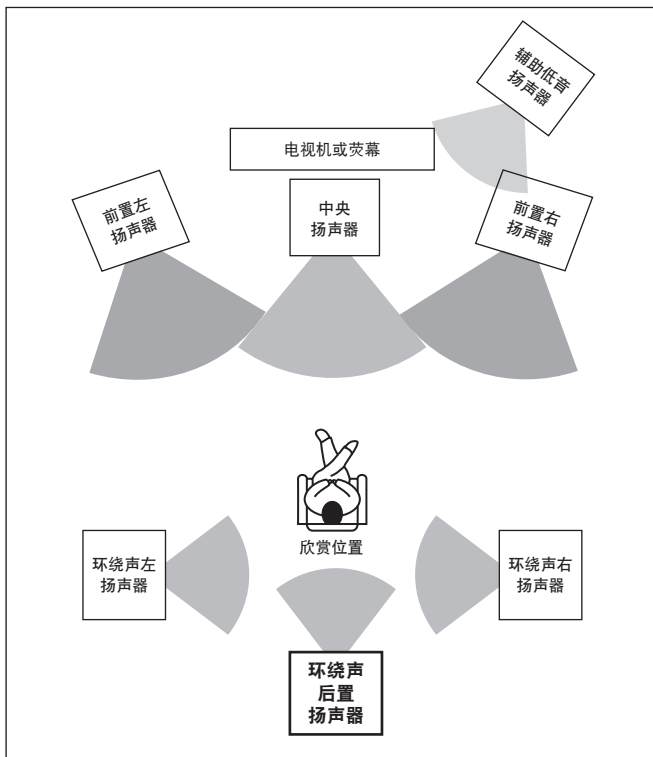 辅助低音
扬声器
电视机或荧幕
前置左
扬声器
中央
扬声器
前置右
扬声器
欣赏位置
环绕声左
扬声器
环绕声右
扬声器
环绕声
后置
扬声器